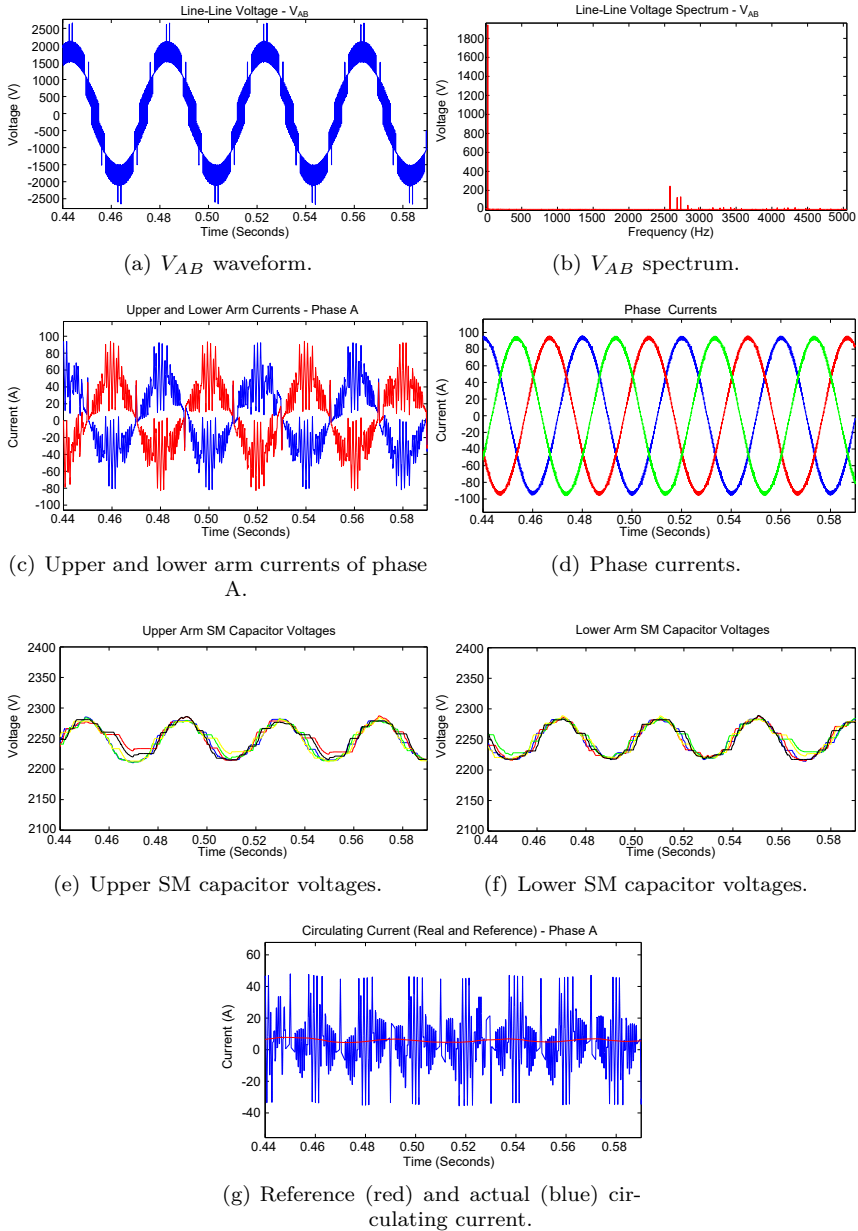 Line-Line Voltage - VAB
Voltage (V)
2500
2000
1500
1000
500
0
-500
-1000
-1500
-2000
-2500
0.44 0.46 0.48 0.50 0.52 0.54 0.56 0.58
Time (Seconds)
(a) VAB waveform.
Line-Line Voltage Spectrum - VAB
Voltage (V)
1800
1600
1400
1200
1000
800
600
400
200
0
0 500 1000 1500 2000 2500 3000 3500 4000 4500 5000
Frequency (Hz)
(b) VAB spectrum.
Upper and Lower Arm Currents - Phase A
Current (A)
100
80
60
40
20
0
-20
-40
-60
-80
-100
0.44 0.46 0.48 0.50 0.52 0.54 0.56 0.58
Time (Seconds)
(c) Upper and lower arm currents of phase
A.
Phase Currents
Current (A)
100
80
60
40
20
0
-20
-40
-60
-80
-100
0.44 0.46 0.48 0.50 0.52 0.54 0.56 0.58
Time (Seconds)
(d) Phase currents.
Upper Arm SM Capacitor Voltages
Voltage (V)
2400
2350
2300
2250
2200
2150
2100
0.44 0.46 0.48 0.50 0.52 0.54 0.56 0.58
Time (Seconds)
(e) Upper SM capacitor voltages.
Lower Arm SM Capacitor Voltages
Voltage (V)
2400
2350
2300
2250
2200
2150
2100
0.44 0.46 0.48 0.50 0.52 0.54 0.56 0.58
Time (Seconds)
(f) Lower SM capacitor voltages.
Circulating Current (Real and Reference) - Phase A
Current (A)
60
40
20
0
-20
-40
0.44 0.46 0.48 0.50 0.52 0.54 0.56 0.58
Time (Seconds)
(g) Reference (red) and actual (blue) cir-
culating current.